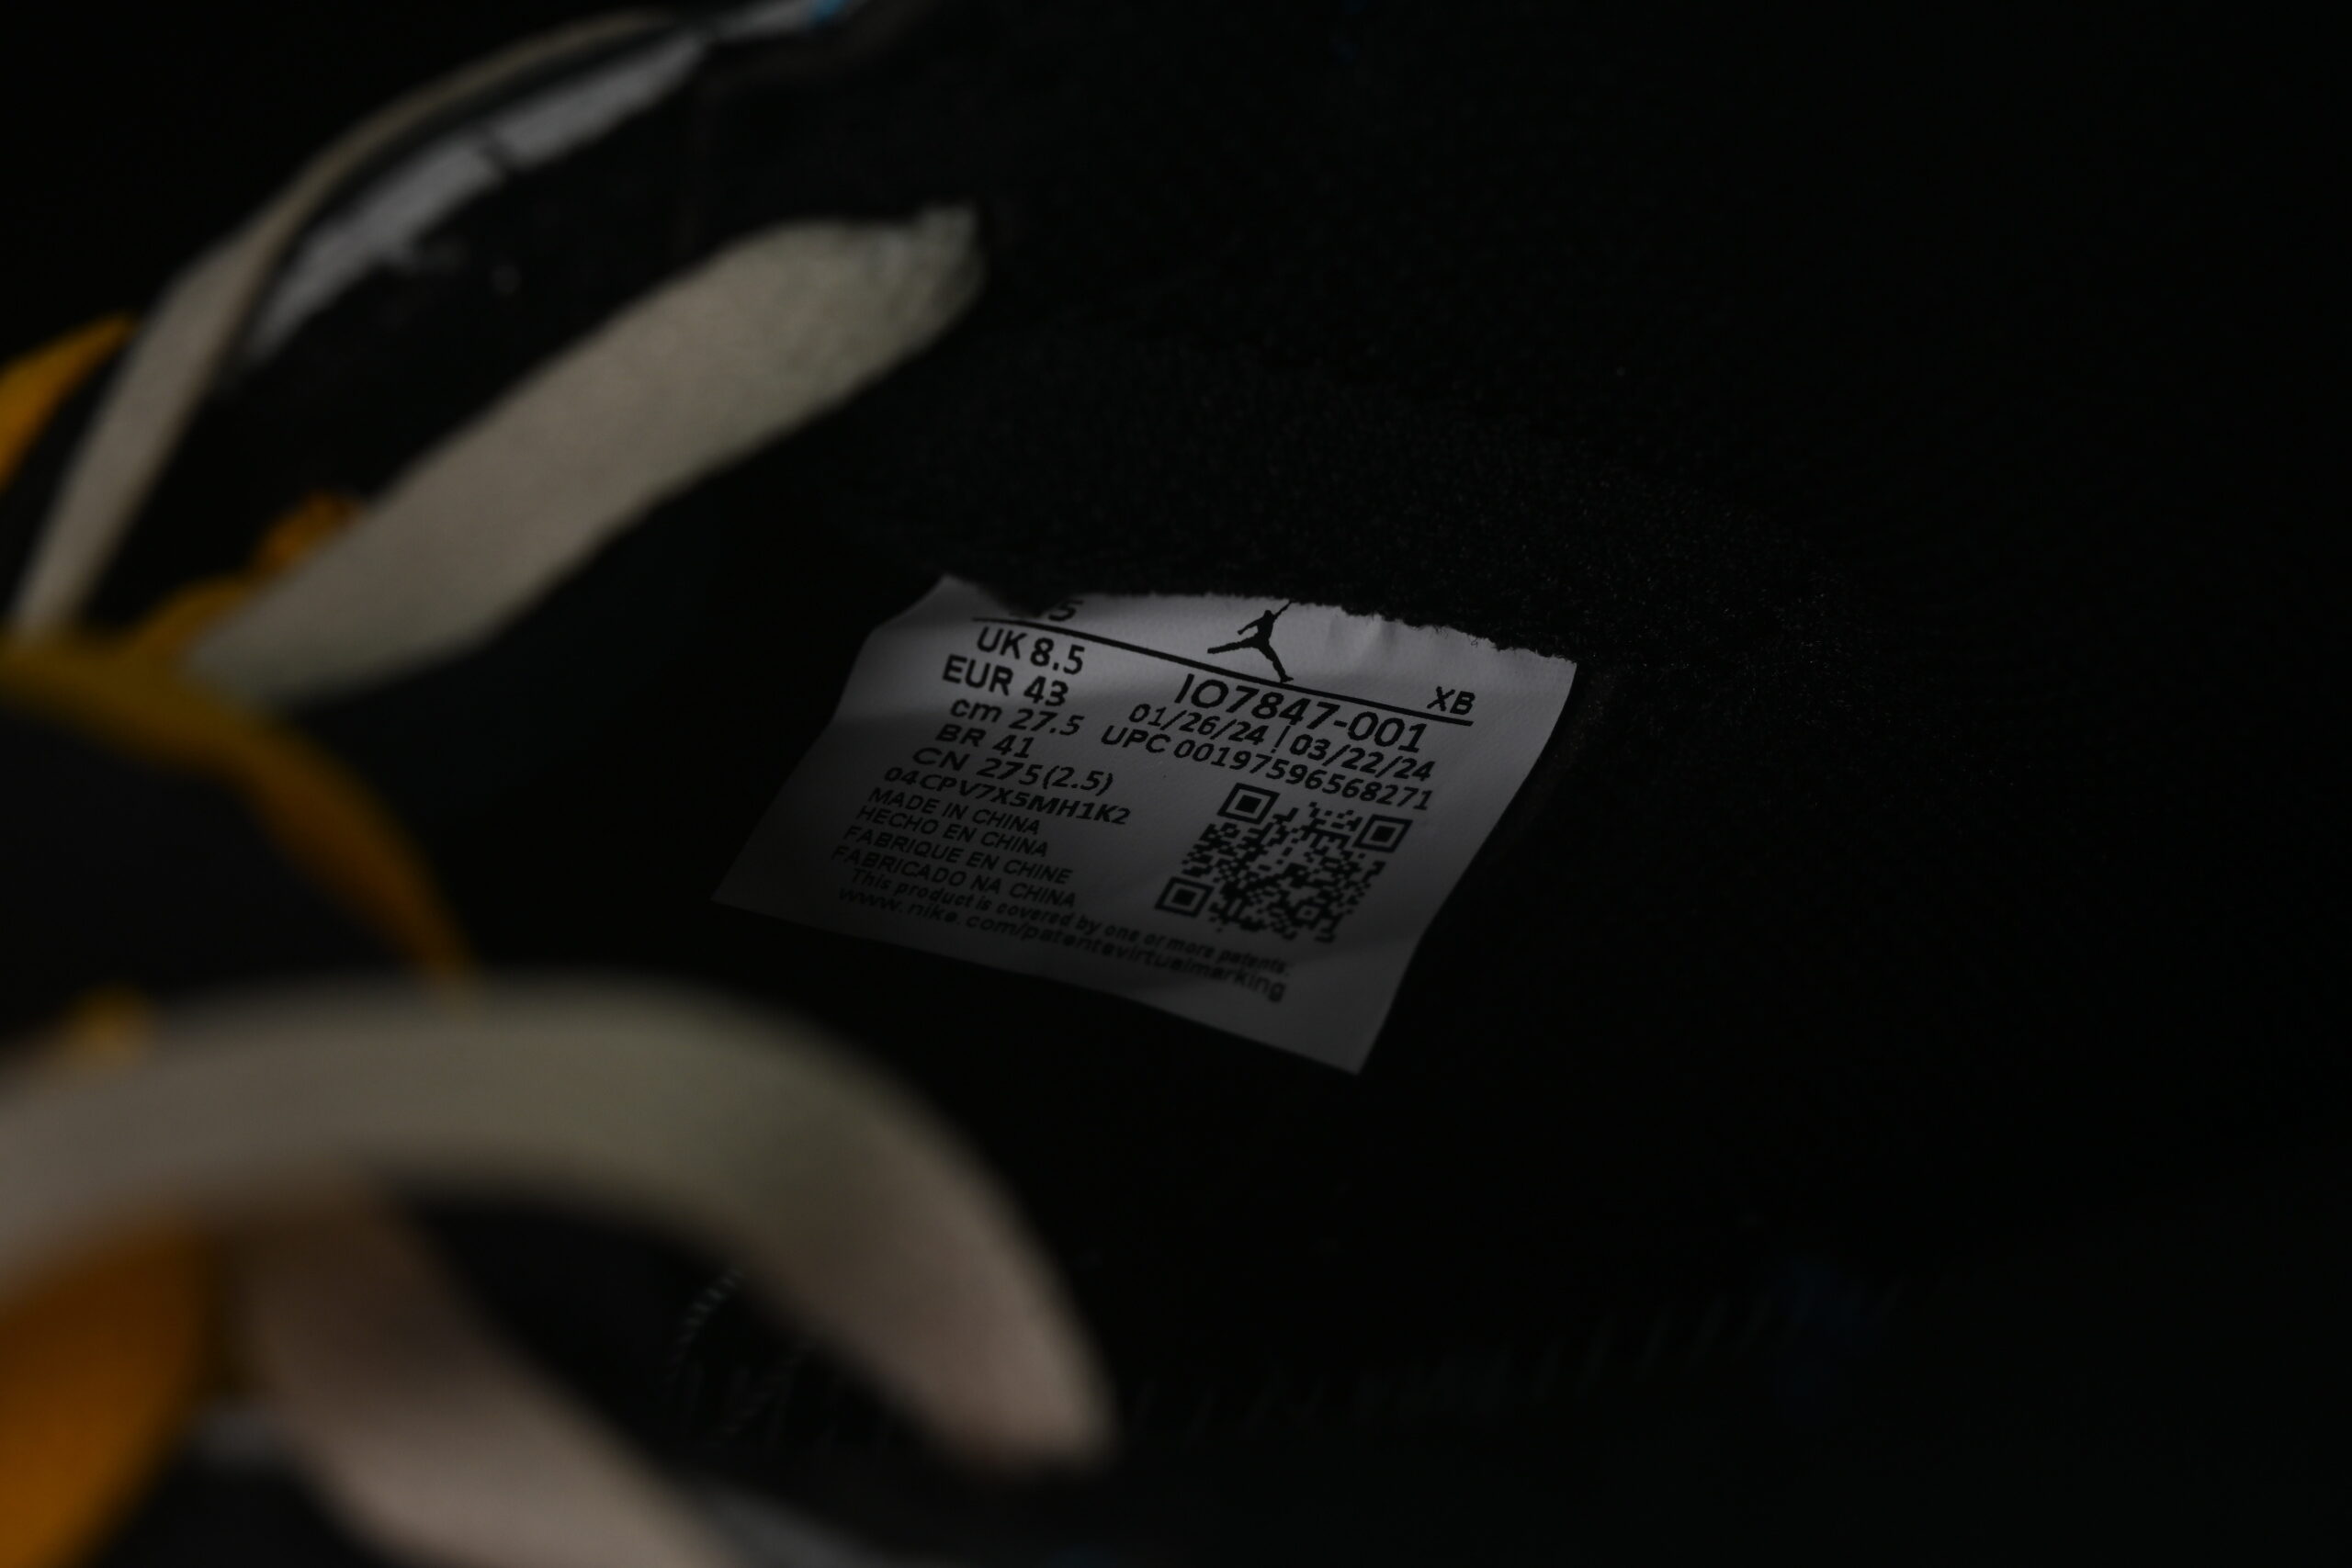 UK 8.5
EUR 43
cm 27.5
BR 41
CN 275(2.5)
04CPV7X5MH1K2
MADE IN CHINA
HECHO EN CHINA
FABRIQUE EN CHINE
FABRICADO NA CHINA
This product is covered by one or more patents.
www.nike.com/patentsvirtualmarking
XB
IO7847-001
01/26/24 | 03/22/24
UPC 00197596568271